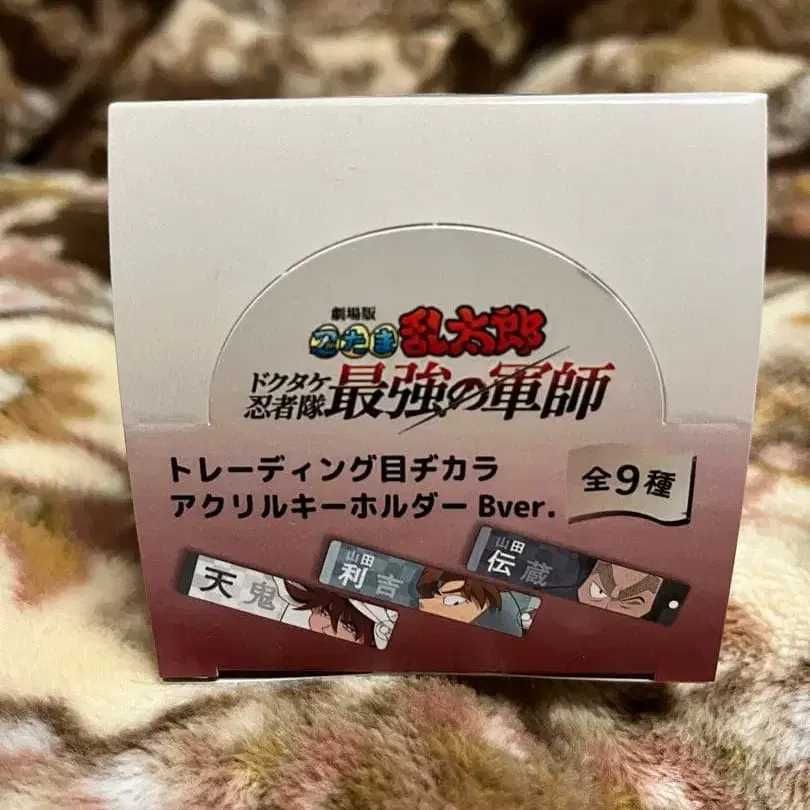 劇場版
忍たま乱太郎
ドクタケ
忍者隊
最強の軍師
トレーディング目ヂカラ
アクリルキーホルダー Bver.
全9種
天鬼
山田
利吉
山田
伝蔵